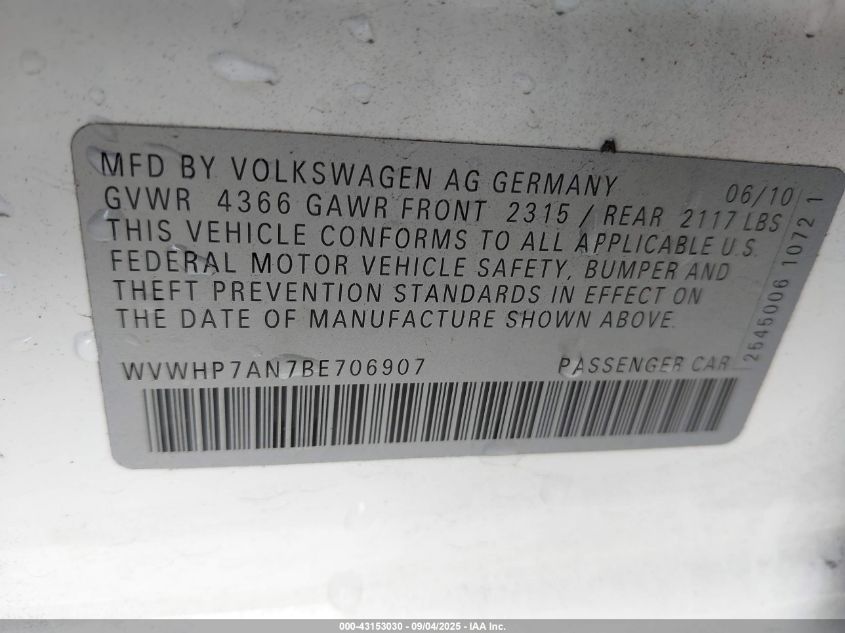 MFD BY VOLKSWAGEN AG GERMANY 06/10
GVWR 4366 GAWR FRONT 2315 / REAR 2117 LBS
THIS VEHICLE CONFORMS TO ALL APPLICABLE U.S.
FEDERAL MOTOR VEHICLE SAFETY, BUMPER AND
THEFT PREVENTION STANDARDS IN EFFECT ON
THE DATE OF MANUFACTURE SHOWN ABOVE.
WVWHP7AN7BE706907 PASSENGER CAR
2545006 10721
000-43153030 - 09/04/2025 - IAA Inc.